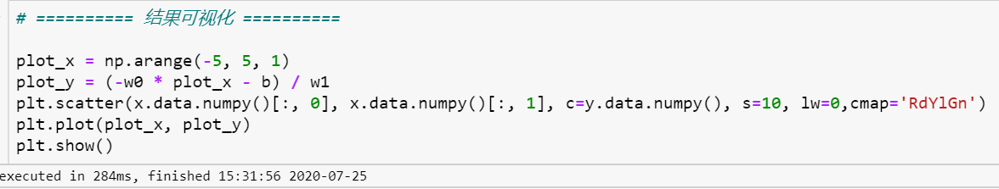 # ========== 结果可视化 ==========
plot_x = np.arange(-5, 5, 1)
plot_y = (-w0 * plot_x - b) / w1
plt.scatter(x.data.numpy()[:, 0], x.data.numpy()[:, 1], c=y.data.numpy(), s=10, lw=0,cmap='RdYlGn')
plt.plot(plot_x, plot_y)
plt.show()
executed in 284ms, finished 15:31:56 2020-07-25